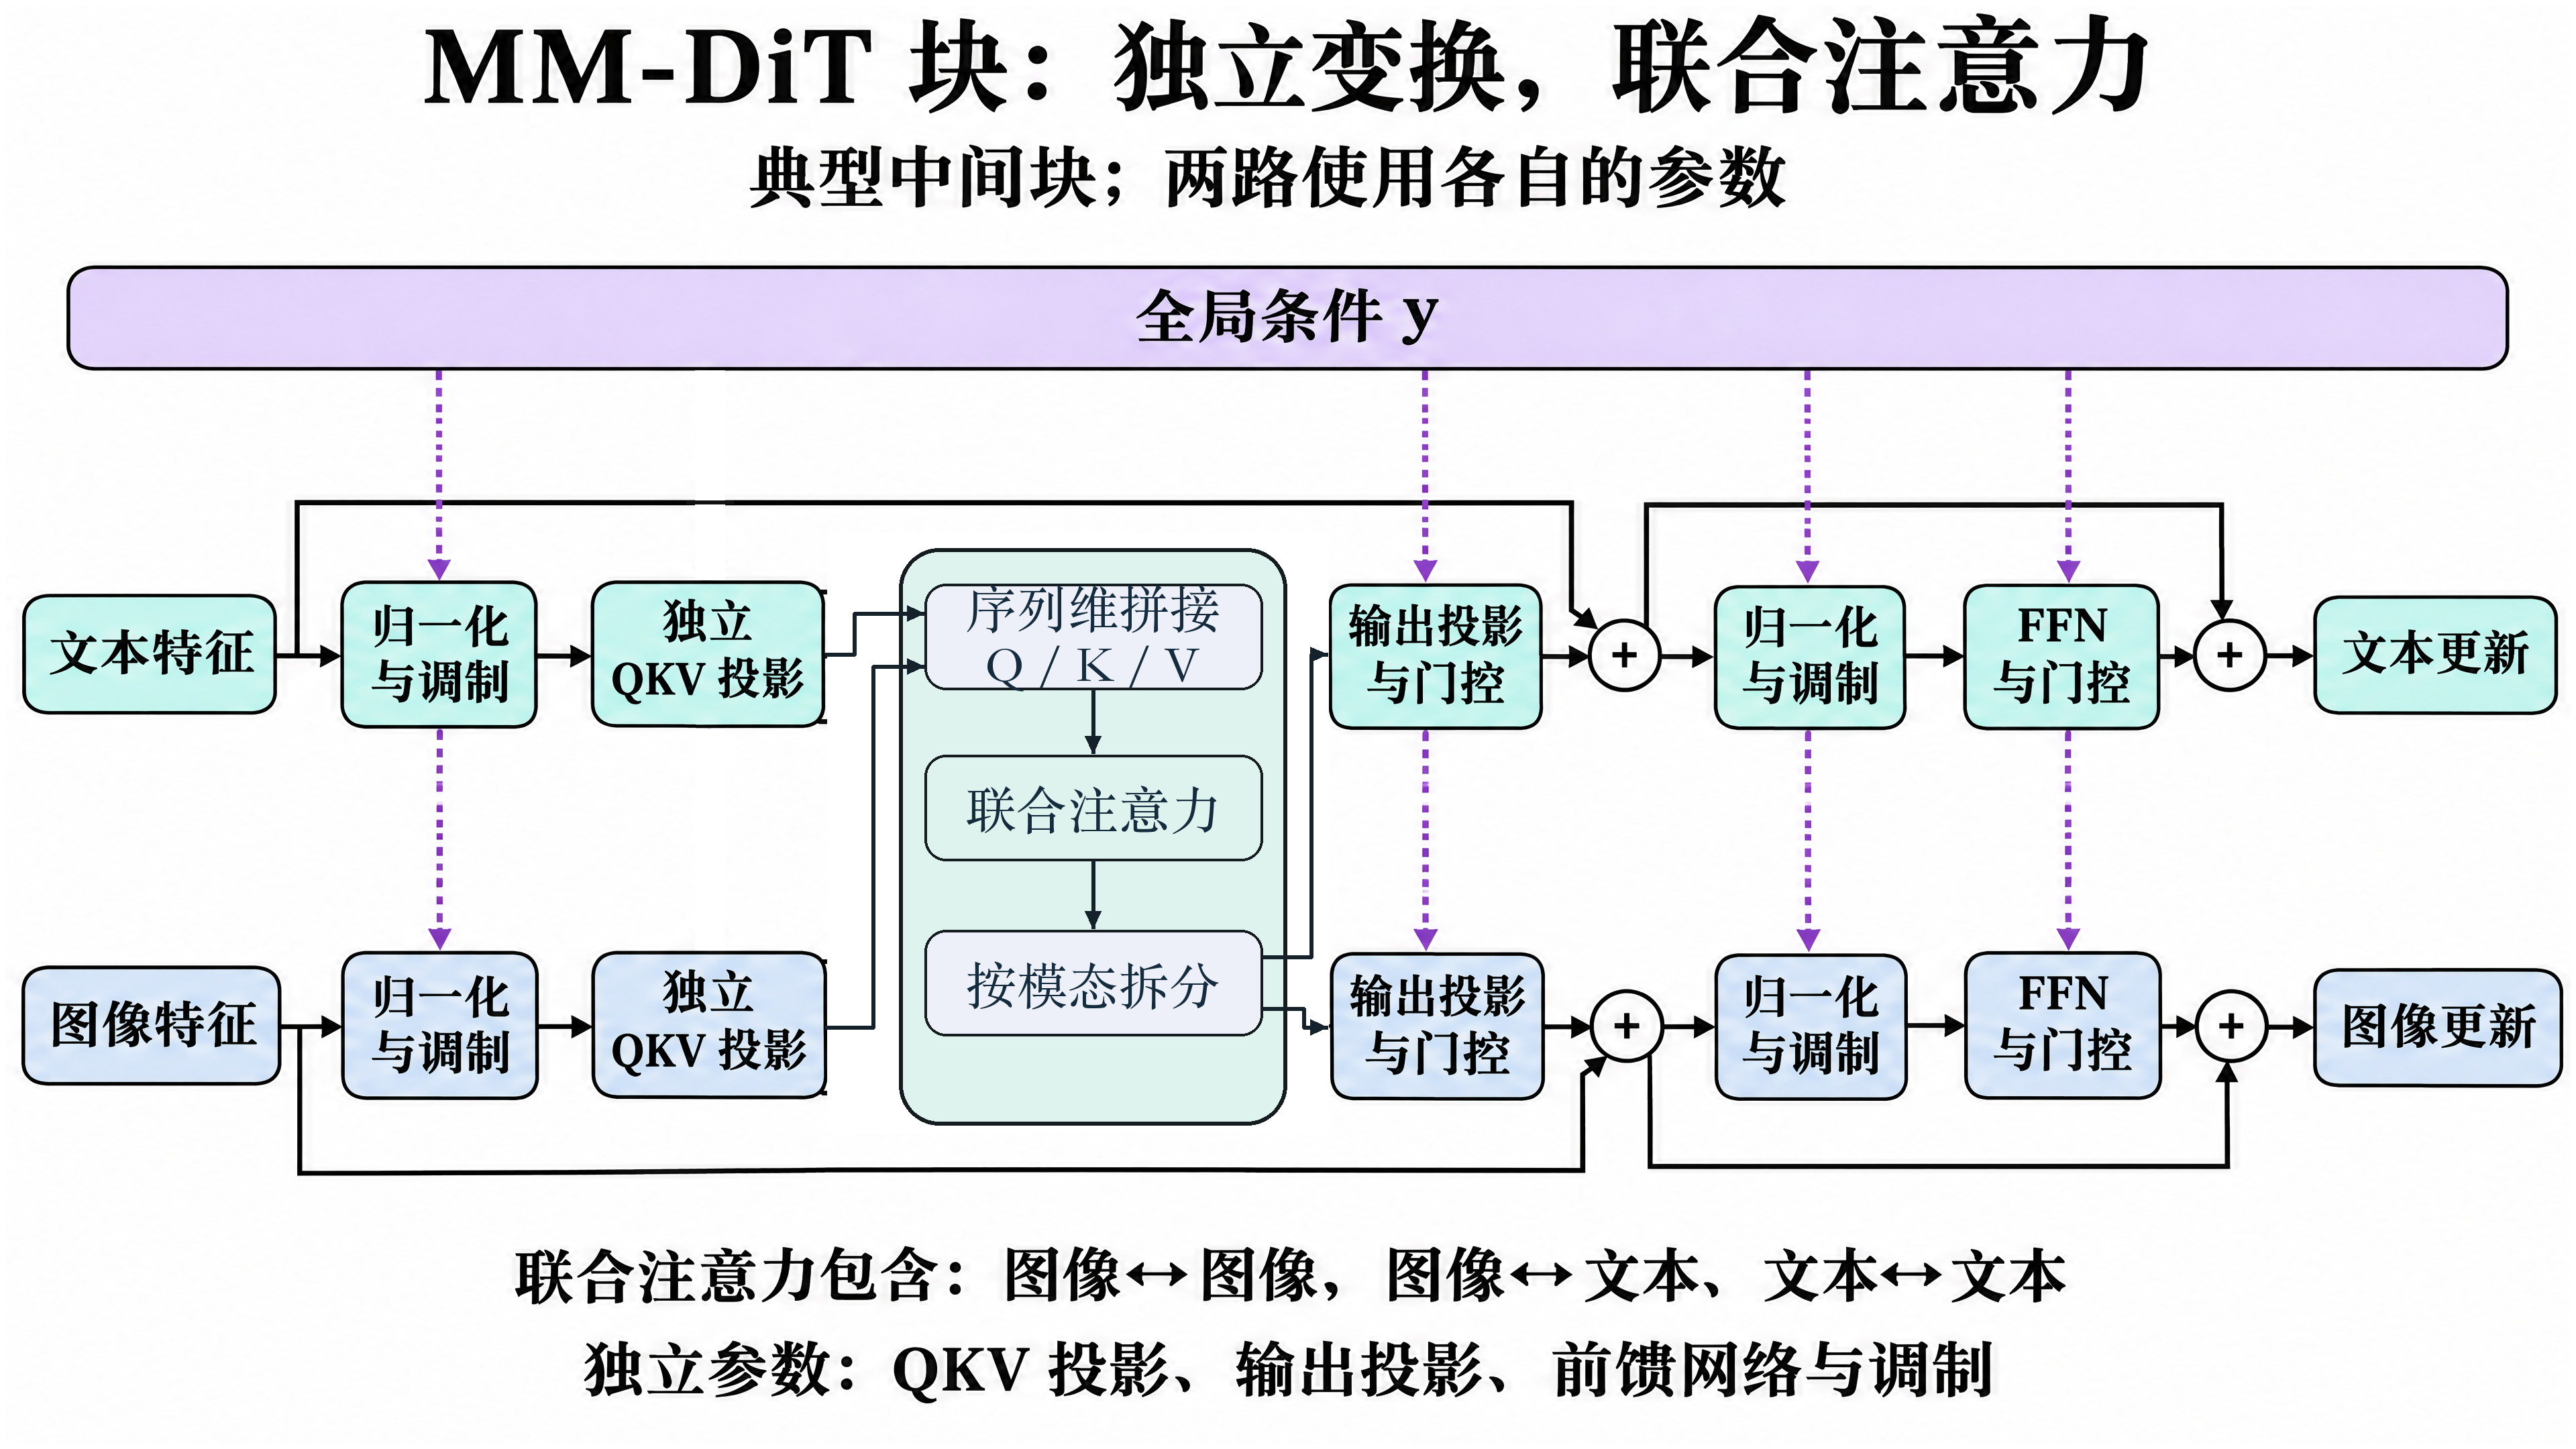 MM-DiT 块：独立变换，联合注意力
典型中间块；两路使用各自的参数
全局条件 y
文本特征
归一化
与调制
独立
QKV 投影
序列维拼接
Q / K / V
联合注意力
按模态拆分
输出投影
与门控
+
归一化
与调制
FFN
与门控
+
文本更新
图像特征
归一化
与调制
独立
QKV 投影
输出投影
与门控
+
归一化
与调制
FFN
与门控
+
图像更新
联合注意力包含：图像↔图像，图像↔文本、文本↔文本
独立参数：QKV 投影、输出投影、前馈网络与调制